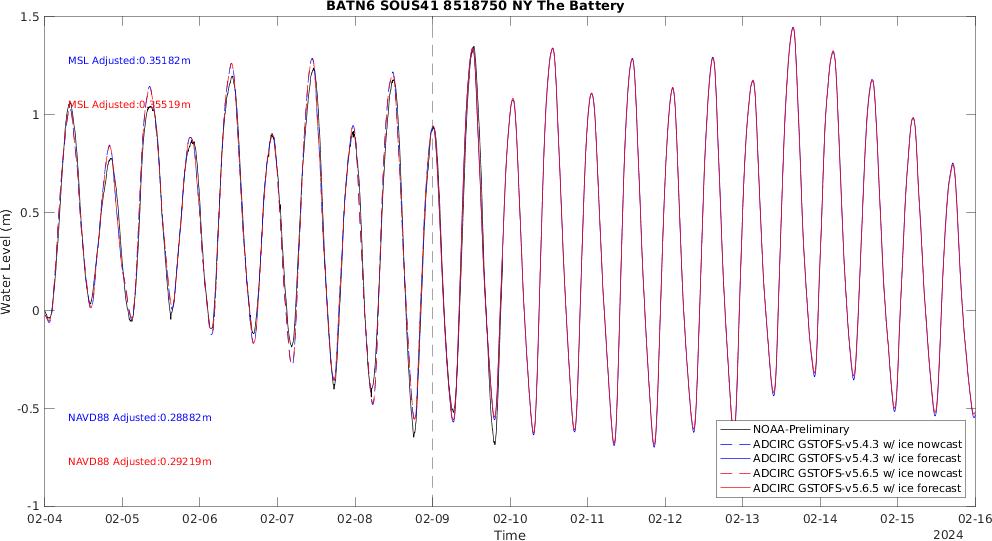 BATN6 SOUS41 8518750 NY The Battery
1.5
1
0.5
0
-0.5
-1
Water Level (m)
MSL Adjusted:0.35182m
MSL Adjusted:0.35519m
NAVD88 Adjusted:0.28882m
NAVD88 Adjusted:0.29219m
NOAA-Preliminary
ADCIRC GSTOFS-v5.4.3 w/ ice nowcast
ADCIRC GSTOFS-v5.4.3 w/ ice forecast
ADCIRC GSTOFS-v5.6.5 w/ ice nowcast
ADCIRC GSTOFS-v5.6.5 w/ ice forecast
02-04 02-05 02-06 02-07 02-08 02-09 02-10 02-11 02-12 02-13 02-14 02-15 02-16
Time
2024